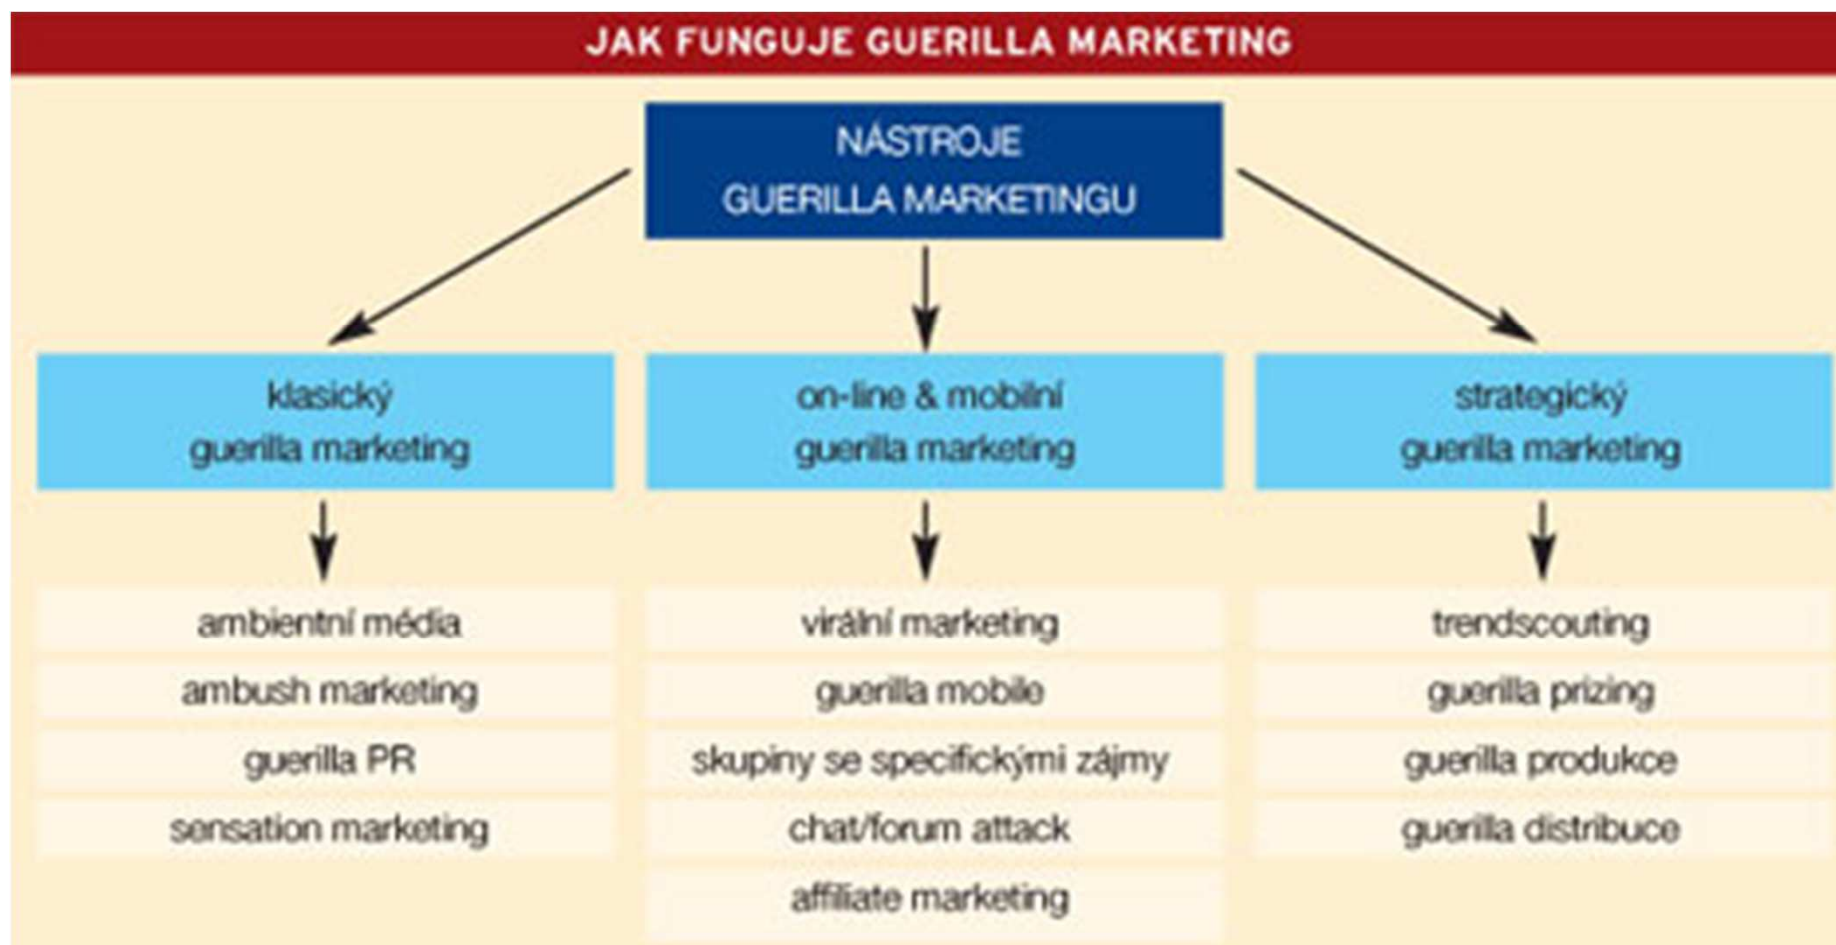 JAK FUNGUJE GUERILLA MARKETING
NÁSTROJE
GUERILLA MARKETINGU
klasický
guerilla marketing
ambientní média
ambush marketing
guerilla PR
sensation marketing
on-line & mobilní
guerilla marketing
virální marketing
guerilla mobile
skupiny se specifickými zájmy
chat/forum attack
affiliate marketing
strategický
guerilla marketing
trendscouting
guerilla prizing
guerilla produkce
guerilla distribuce